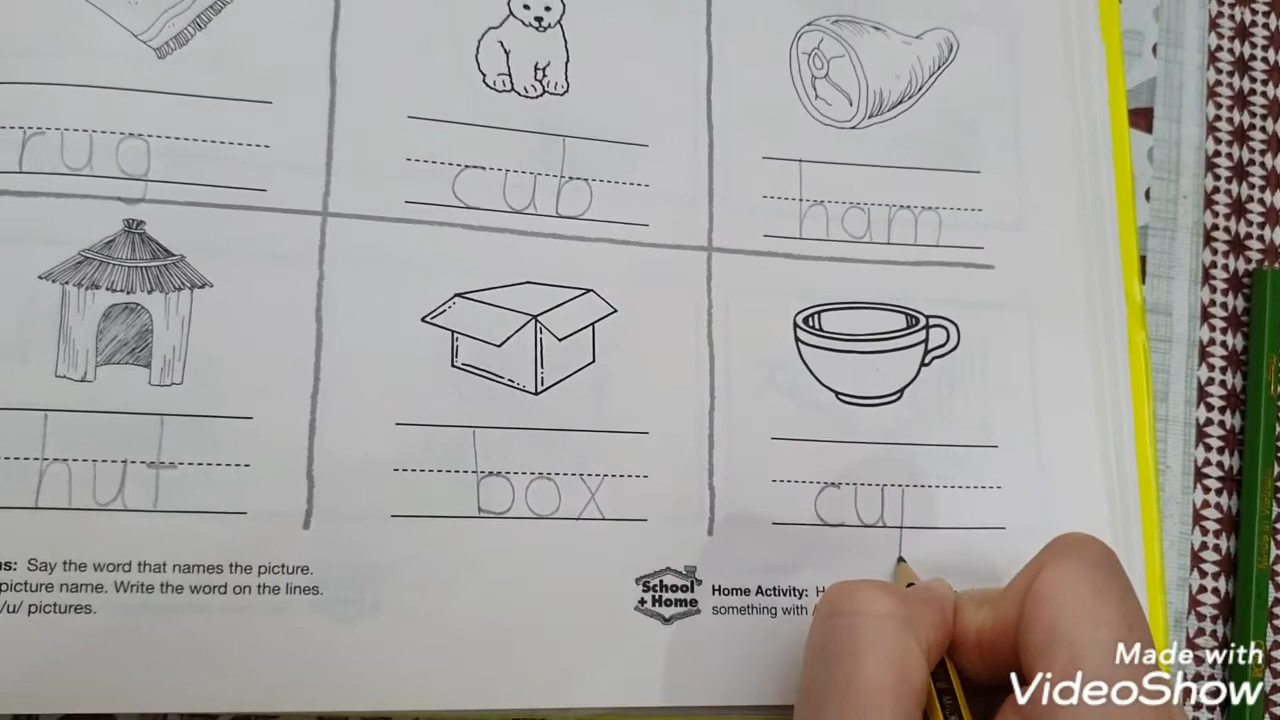 rug
cub
ham
hut
box
cu
Say the word that names the picture.
picture name. Write the word on the lines.
/u/ pictures.
School
+Home
Home Activity:
something with
Made with
VideoShow